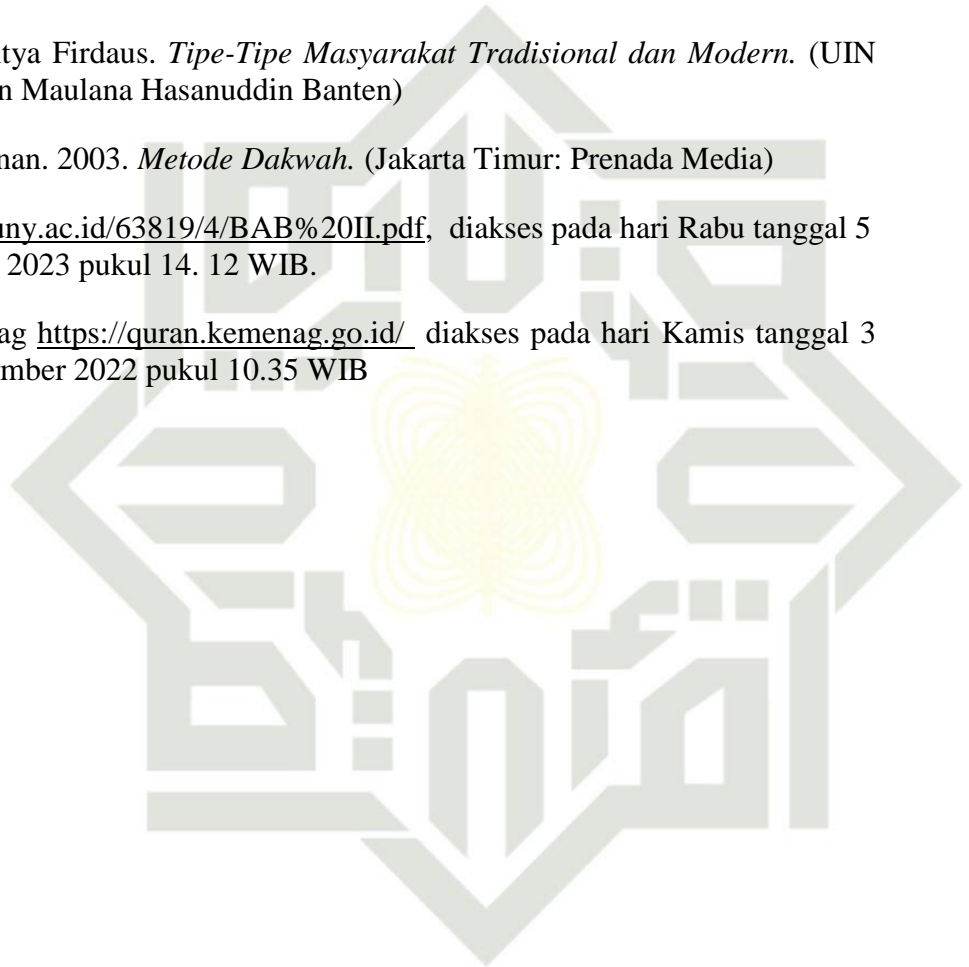 tya Firdaus. Tipe-Tipe Masyarakat Tradisional dan Modern. (UIN
n Maulana Hasanuddin Banten)
nan. 2003. Metode Dakwah. (Jakarta Timur: Prenada Media)
uny.ac.id/63819/4/BAB%20II.pdf, diakses pada hari Rabu tanggal 5
2023 pukul 14. 12 WIB.
ag https://quran.kemenag.go.id/ diakses pada hari Kamis tanggal 3
mber 2022 pukul 10.35 WIB